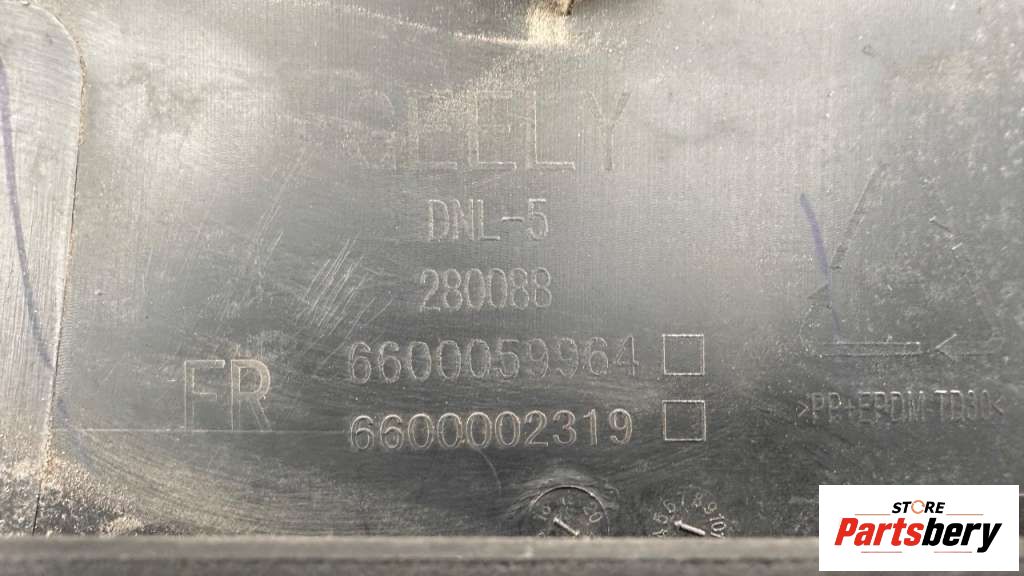 GEELY
DNL-5
280088
6600059964
FR
6600002319
>PP+EPDM-TD30<
STORE
Partsbery